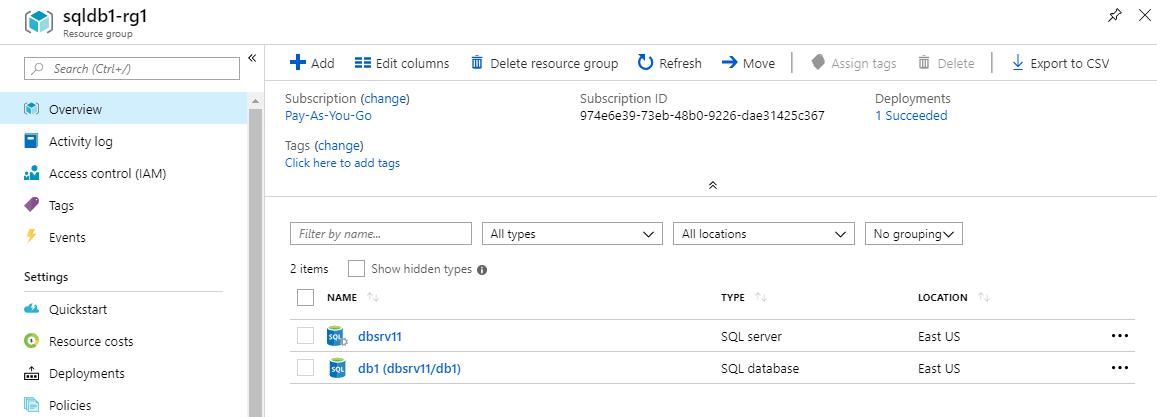 sqldb1-rg1
Resource group
Search (Ctrl+/)
Overview
Activity log
Access control (IAM)
Tags
Events
Settings
Quickstart
Resource costs
Deployments
Policies
Add Edit columns Delete resource group Refresh Move Assign tags Delete Export to CSV
Subscription (change) Subscription ID Deployments
Pay-As-You-Go 974e6e39-73eb-48b0-9226-dae31425c367 1 Succeeded
Tags (change)
Click here to add tags
Filter by name... All types All locations No grouping
2 items Show hidden types
NAME TYPE LOCATION
SQL dbsrv11 SQL server East US
SQL db1 (dbsrv11/db1) SQL database East US